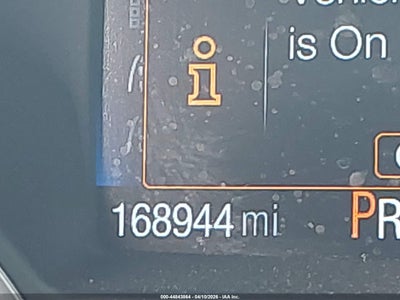 is On
168944 mi
PR
000-44843864 - 04/10/2026 - IAA, Inc.